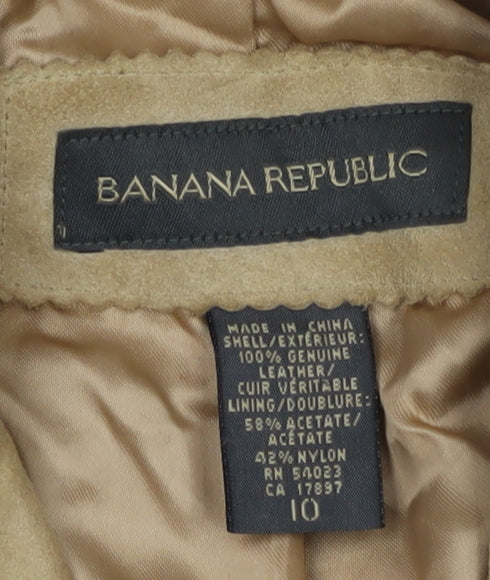 BANANA REPUBLIC
MADE IN CHINA
SHELL/EXTÉRIEUR:
100% GENUINE
LEATHER/
CUIR VÉRITABLE
LINING/DOUBLURE:
58% ACETATE/
ACÉTATE
42% NYLON
RN 54023
CA 17897
10